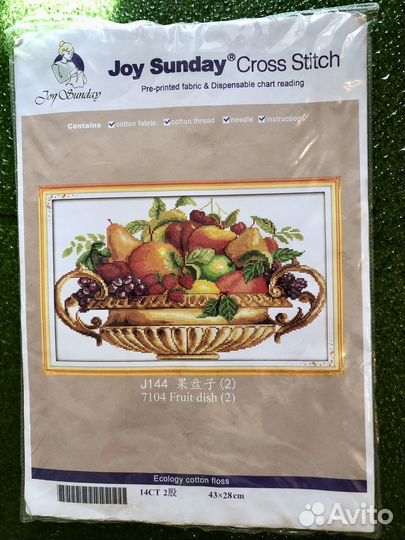 Joy Sunday
Joy Sunday® Cross Stitch
Pre-printed fabric & Dispensable chart reading
Contains cotton fabric cotton thread needle instructions
J144 果盘子(2)
7104 Fruit dish (2)
Ecology cotton floss
14CT 2股 43×28cm
Avito